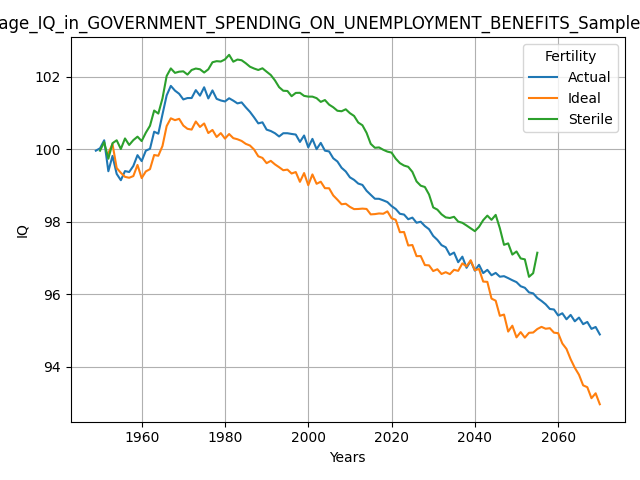 age_IQ_in_GOVERNMENT_SPENDING_ON_UNEMPLOYMENT_BENEFITS_Sample
Fertility
Actual
Ideal
Sterile
102
100
98
96
94
IQ
1960
1980
2000
2020
2040
2060
Years